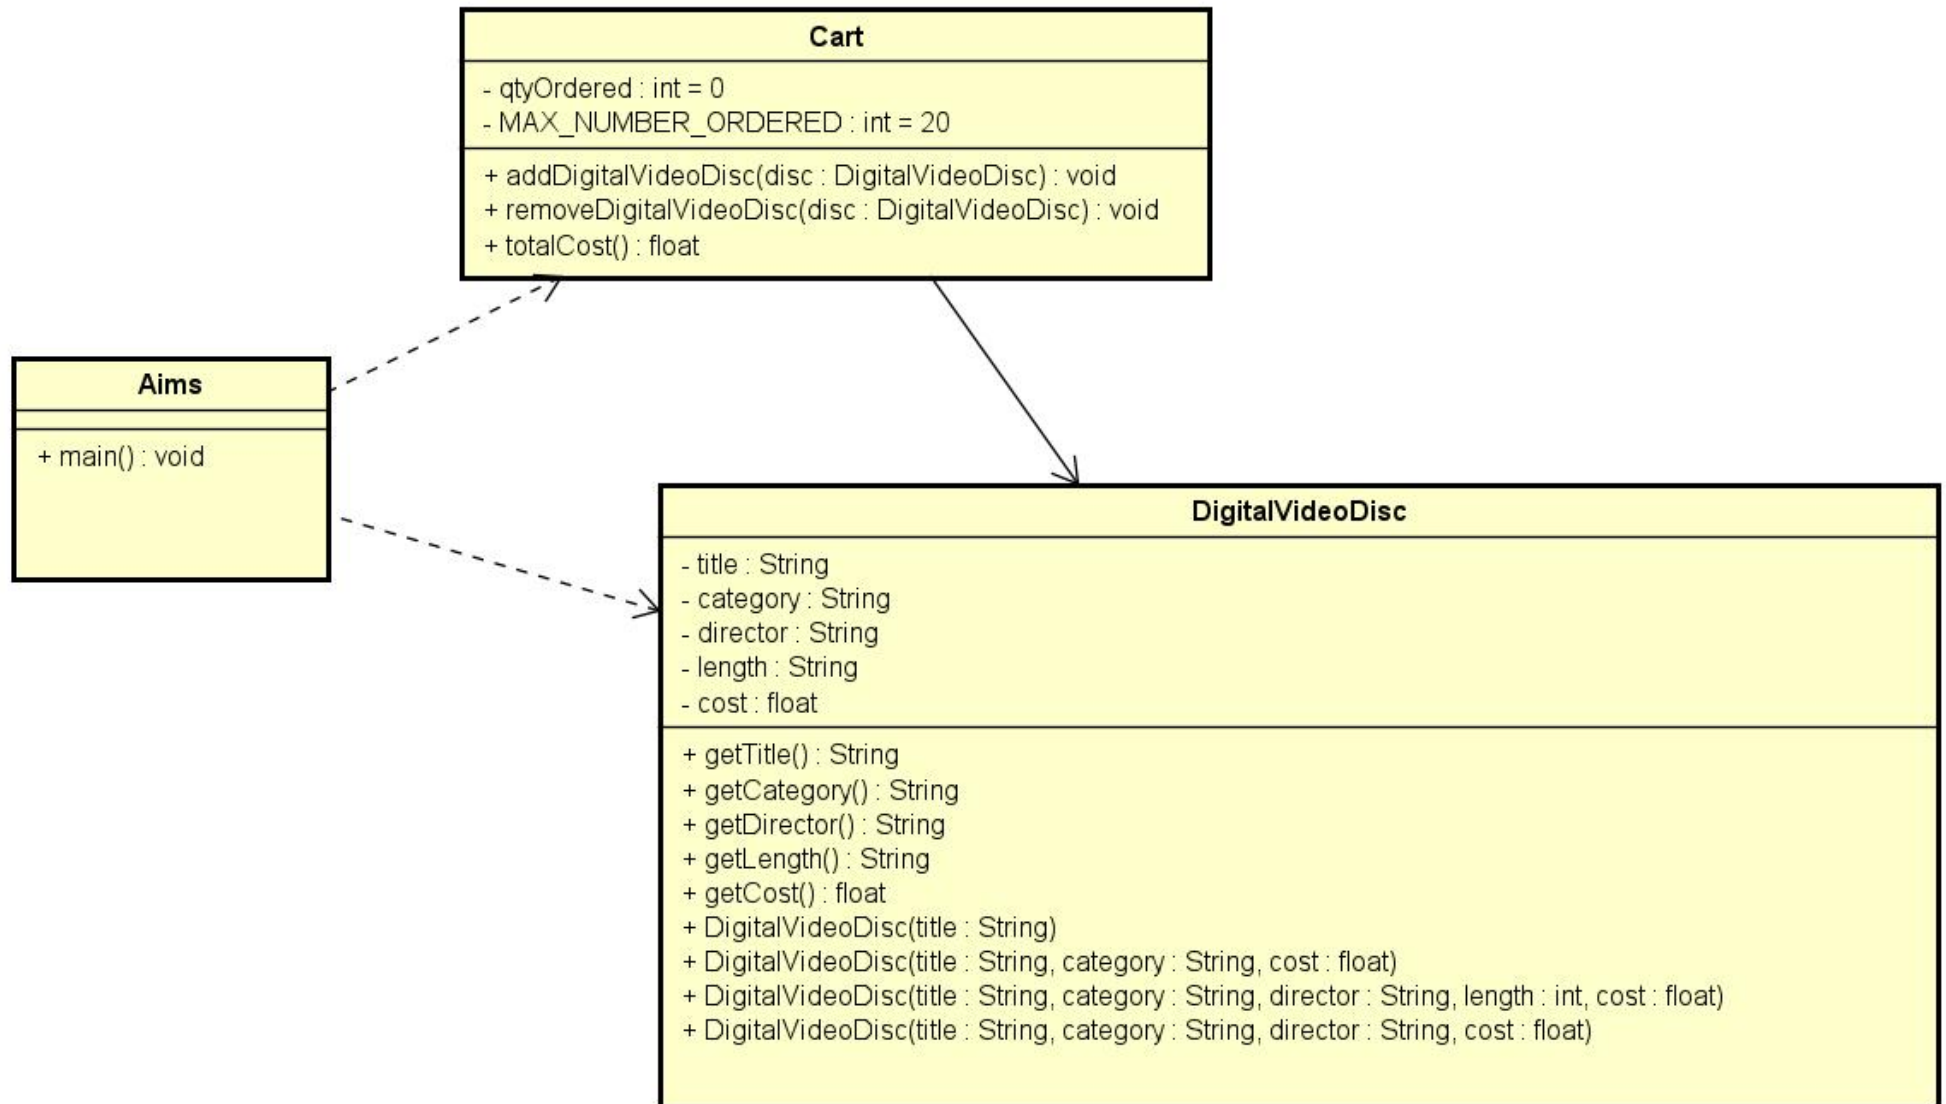 Cart
- qtyOrdered : int = 0
- MAX_NUMBER_ORDERED : int = 20
+ addDigitalVideoDisc(disc : DigitalVideoDisc) : void
+ removeDigitalVideoDisc(disc : DigitalVideoDisc) : void
+ totalCost() : float
Aims
+ main() : void
DigitalVideoDisc
- title : String
- category : String
- director : String
- length : String
- cost : float
+ getTitle() : String
+ getCategory() : String
+ getDirector() : String
+ getLength() : String
+ getCost() : float
+ DigitalVideoDisc(title : String)
+ DigitalVideoDisc(title : String, category : String, cost : float)
+ DigitalVideoDisc(title : String, category : String, director : String, length : int, cost : float)
+ DigitalVideoDisc(title : String, category : String, director : String, cost : float)